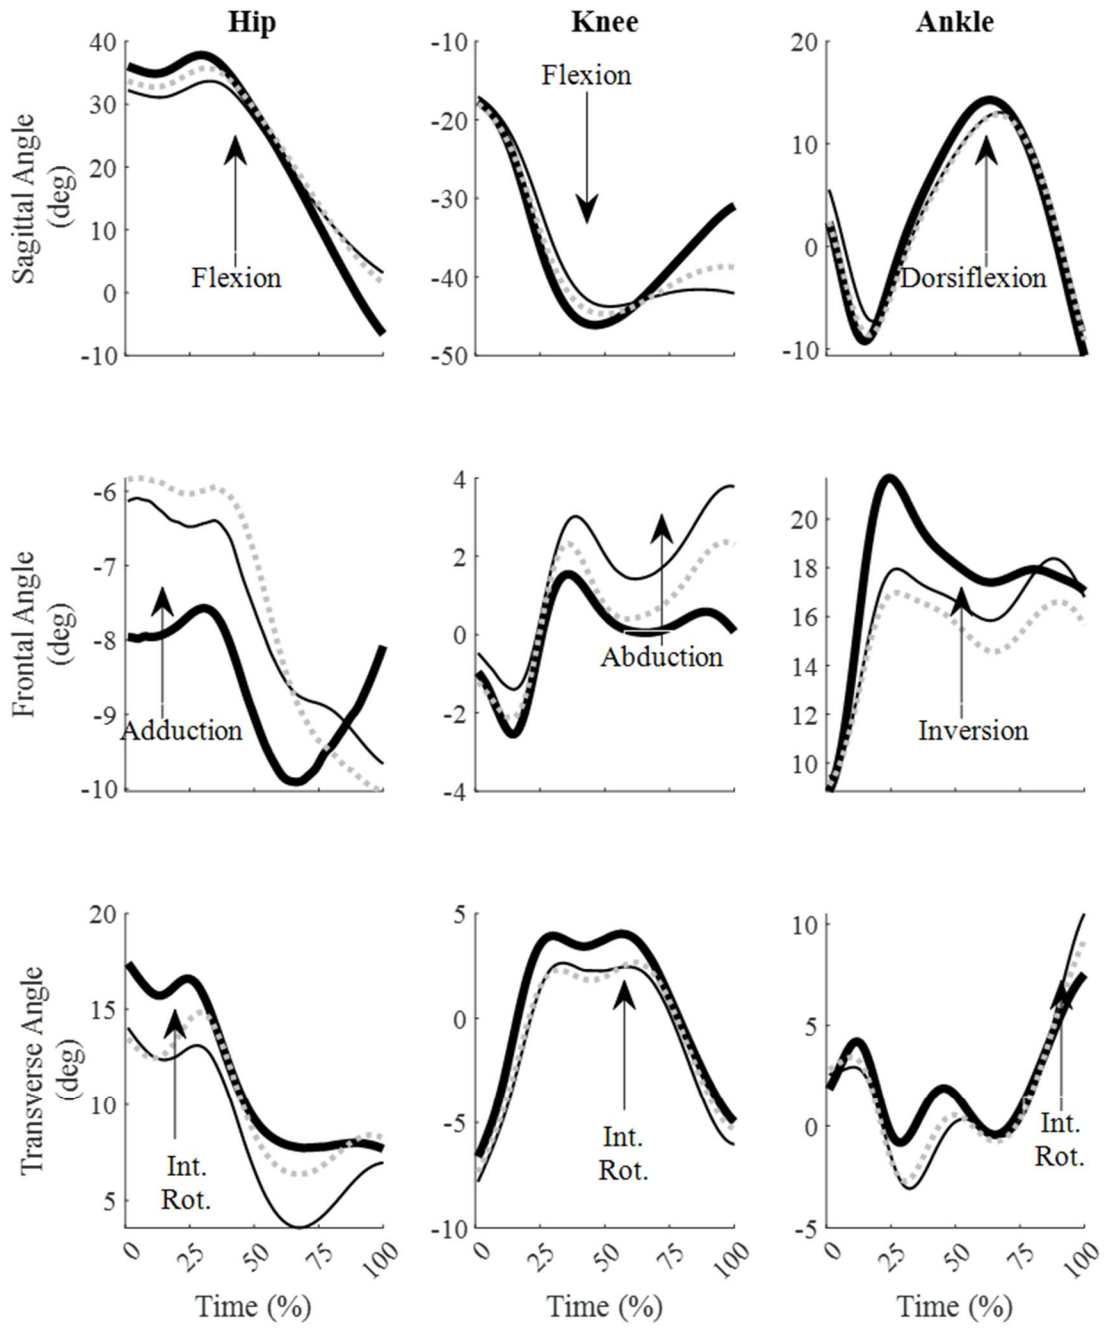 Hip Knee Ankle
Sagittal Angle
(deg)
40
30
20
10
0
-10
Flexion
-10
-20
-30
-40
-50
Flexion
20
10
0
-10
Dorsiflexion
Frontal Angle
(deg)
-6
-7
-8
-9
-10
Adduction
4
2
0
-2
-4
Abduction
20
18
16
14
12
10
Inversion
Transverse Angle
(deg)
20
15
10
5
Int.
Rot.
5
0
-5
-10
Int.
Rot.
10
5
0
-5
Int.
Rot.
0 25 75 100
0 25 75 100
0 25 75 100
Time (%) Time (%) Time (%)